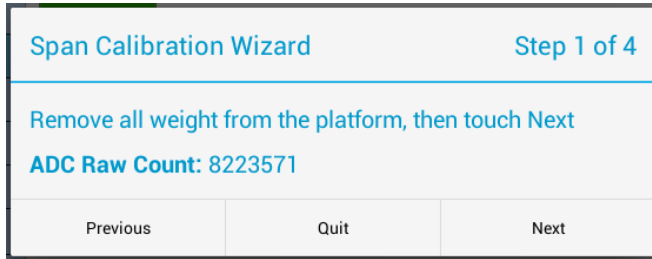 Span Calibration Wizard Step 1 of 4
Remove all weight from the platform, then touch Next
ADC Raw Count: 8223571
Previous Quit Next